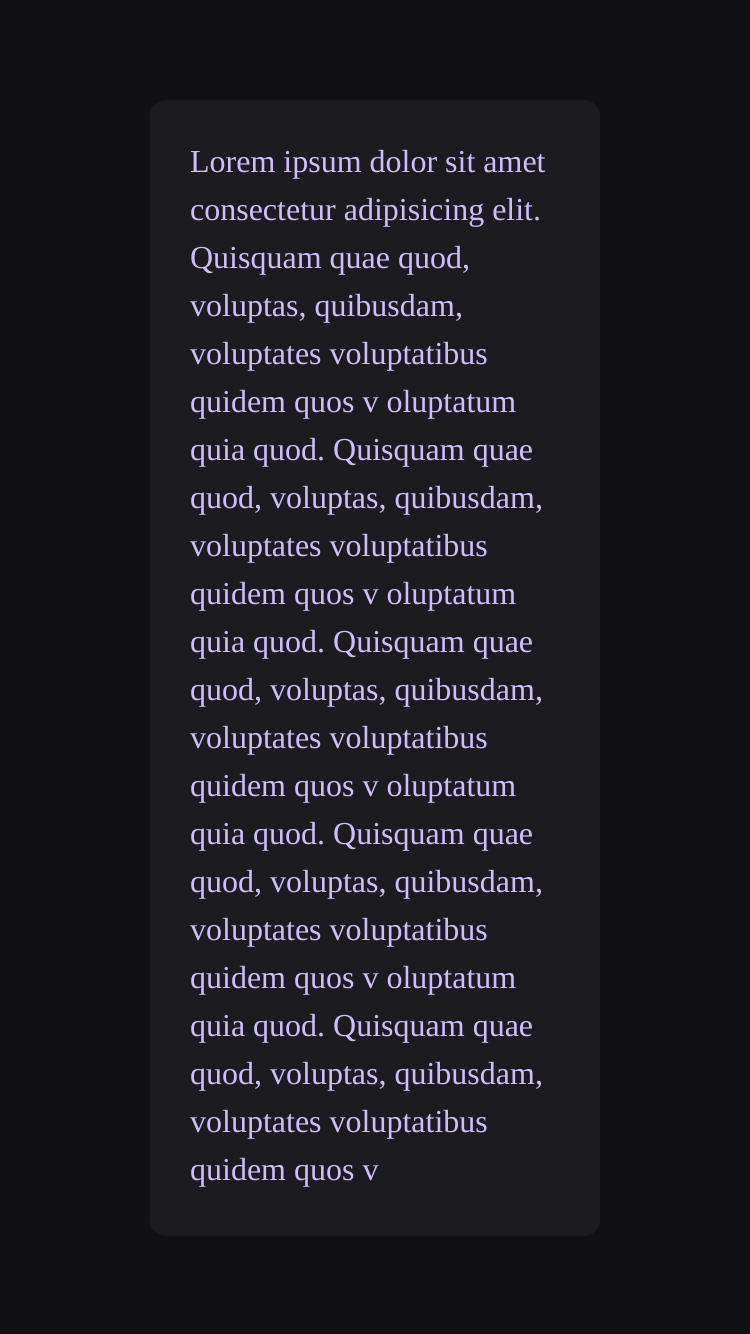 Lorem ipsum dolor sit amet
consectetur adipisicing elit.
Quisquam quae quod,
voluptas, quibusdam,
voluptates voluptatibus
quidem quos v oluptatum
quia quod. Quisquam quae
quod, voluptas, quibusdam,
voluptates voluptatibus
quidem quos v oluptatum
quia quod. Quisquam quae
quod, voluptas, quibusdam,
voluptates voluptatibus
quidem quos v oluptatum
quia quod. Quisquam quae
quod, voluptas, quibusdam,
voluptates voluptatibus
quidem quos v oluptatum
quia quod. Quisquam quae
quod, voluptas, quibusdam,
voluptates voluptatibus
quidem quos v